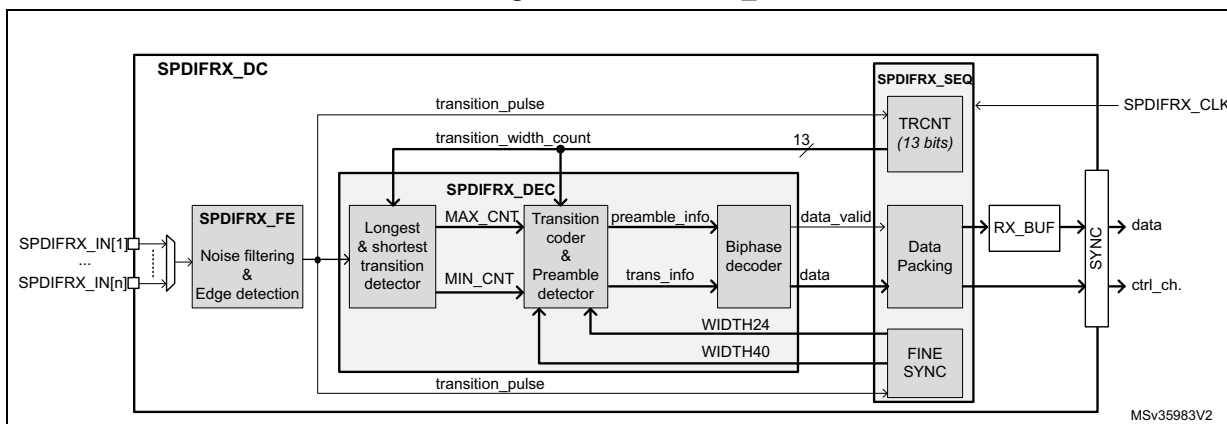 SPDIFRX_DC
SPDIFRX_SEQ
transition_pulse
SPDIFRX_CLK
TRCNT
(13 bits)
transition_width_count
13
SPDIFRX_DEC
SPDIFRX_FE
Noise filtering
&
Edge detection
SPDIFRX_IN[1]
...
SPDIFRX_IN[n]
Longest
& shortest
transition
detector
MAX_CNT
MIN_CNT
Transition
coder
&
Preamble
detector
preamble_info
trans_info
Biphase
decoder
data_valid
data
Data
Packing
RX_BUF
SYNC
data
ctrl_ch.
WIDTH24
WIDTH40
FINE
SYNC
transition_pulse
MSv35983V2